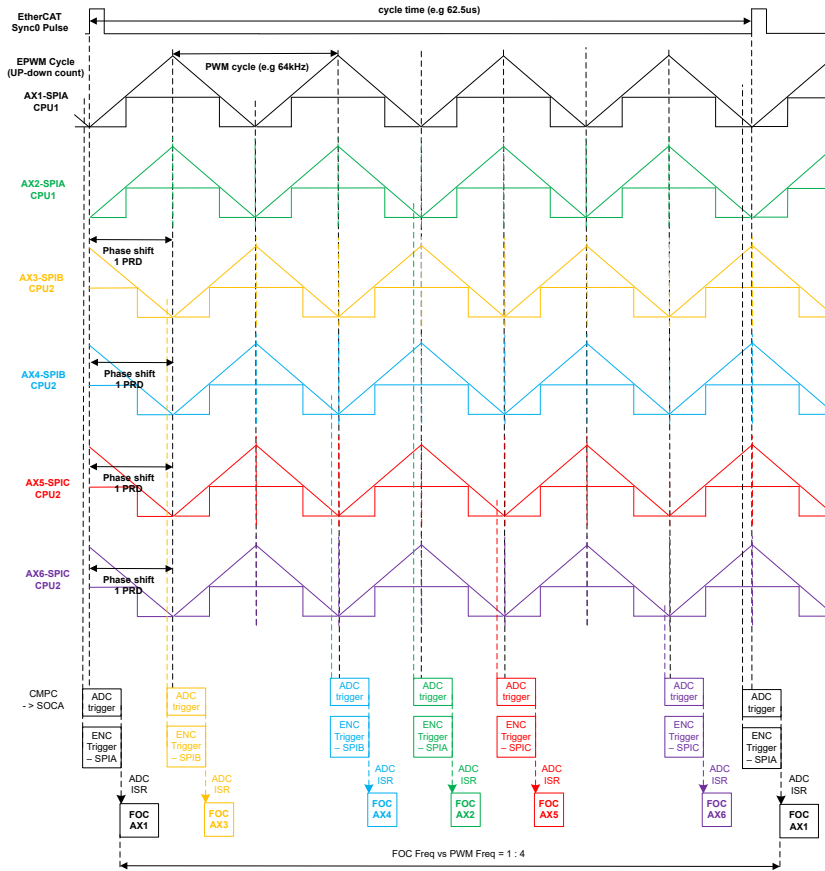 EtherCAT
Sync0 Pulse
cycle time (e.g 62.5us)
EPWM Cycle
(UP-down count)
PWM cycle (e.g 64kHz)
AX1-SPIA
CPU1
AX2-SPIA
CPU1
Phase shift
1 PRD
AX3-SPIB
CPU2
Phase shift
1 PRD
AX4-SPIB
CPU2
Phase shift
1 PRD
AX5-SPIC
CPU2
Phase shift
1 PRD
AX6-SPIC
CPU2
CMPC
-> SOCA
ADC
trigger
ENC
Trigger
– SPIA
ADC
ISR
FOC
AX1
ADC
trigger
ENC
Trigger
– SPIB
ADC
ISR
FOC
AX3
ADC
trigger
ENC
Trigger
– SPIB
ADC
ISR
FOC
AX4
ADC
trigger
ENC
Trigger
– SPIA
ADC
ISR
FOC
AX2
ADC
trigger
ENC
Trigger
– SPIC
ADC
ISR
FOC
AX5
ADC
trigger
ENC
Trigger
– SPIC
ADC
ISR
FOC
AX6
ADC
trigger
ENC
Trigger
– SPIA
ADC
ISR
FOC
AX1
FOC Freq vs PWM Freq = 1 : 4